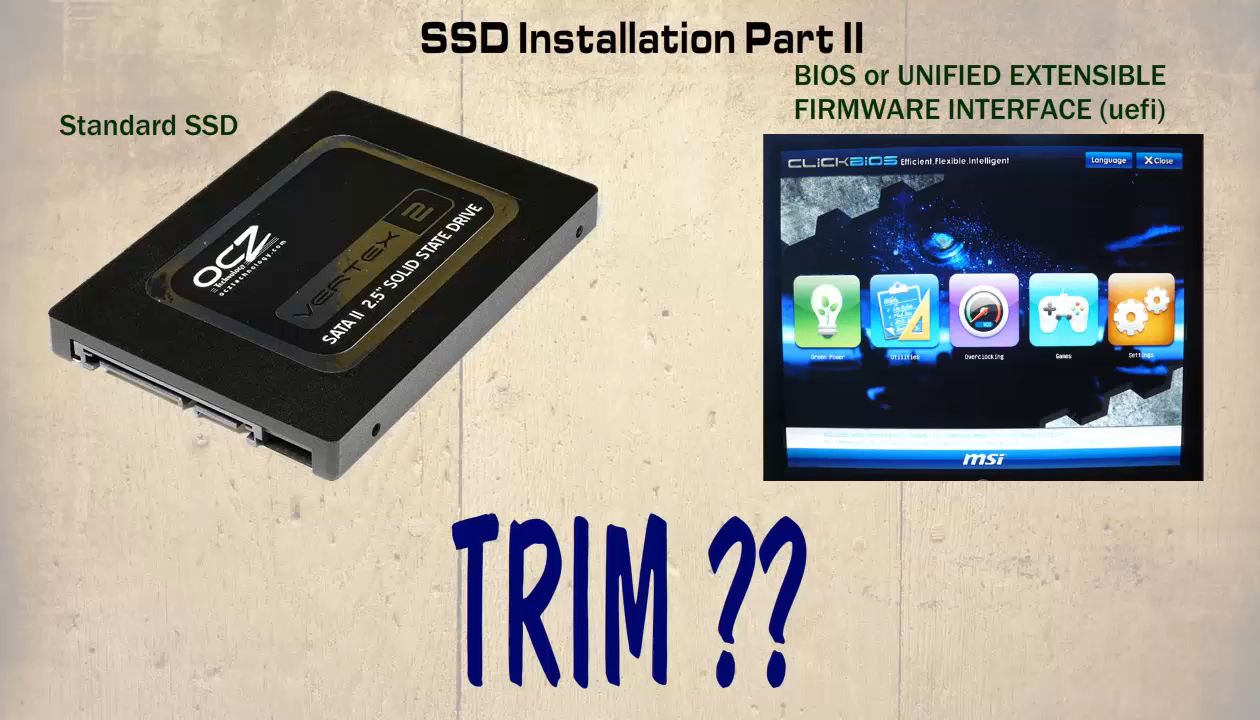 SSD Installation Part II
BIOS or UNIFIED EXTENSIBLE
FIRMWARE INTERFACE (uefi)
Standard SSD
OCZ
Technology
ocztechnology.com
VERTEX 2
SATA II 2.5" SOLID STATE DRIVE
CLiCKBiOS Efficient.Flexible.Intelligent
Language
X Close
Green Power
Utilities
Overclocking
Games
Settings
msi
TRIM ??